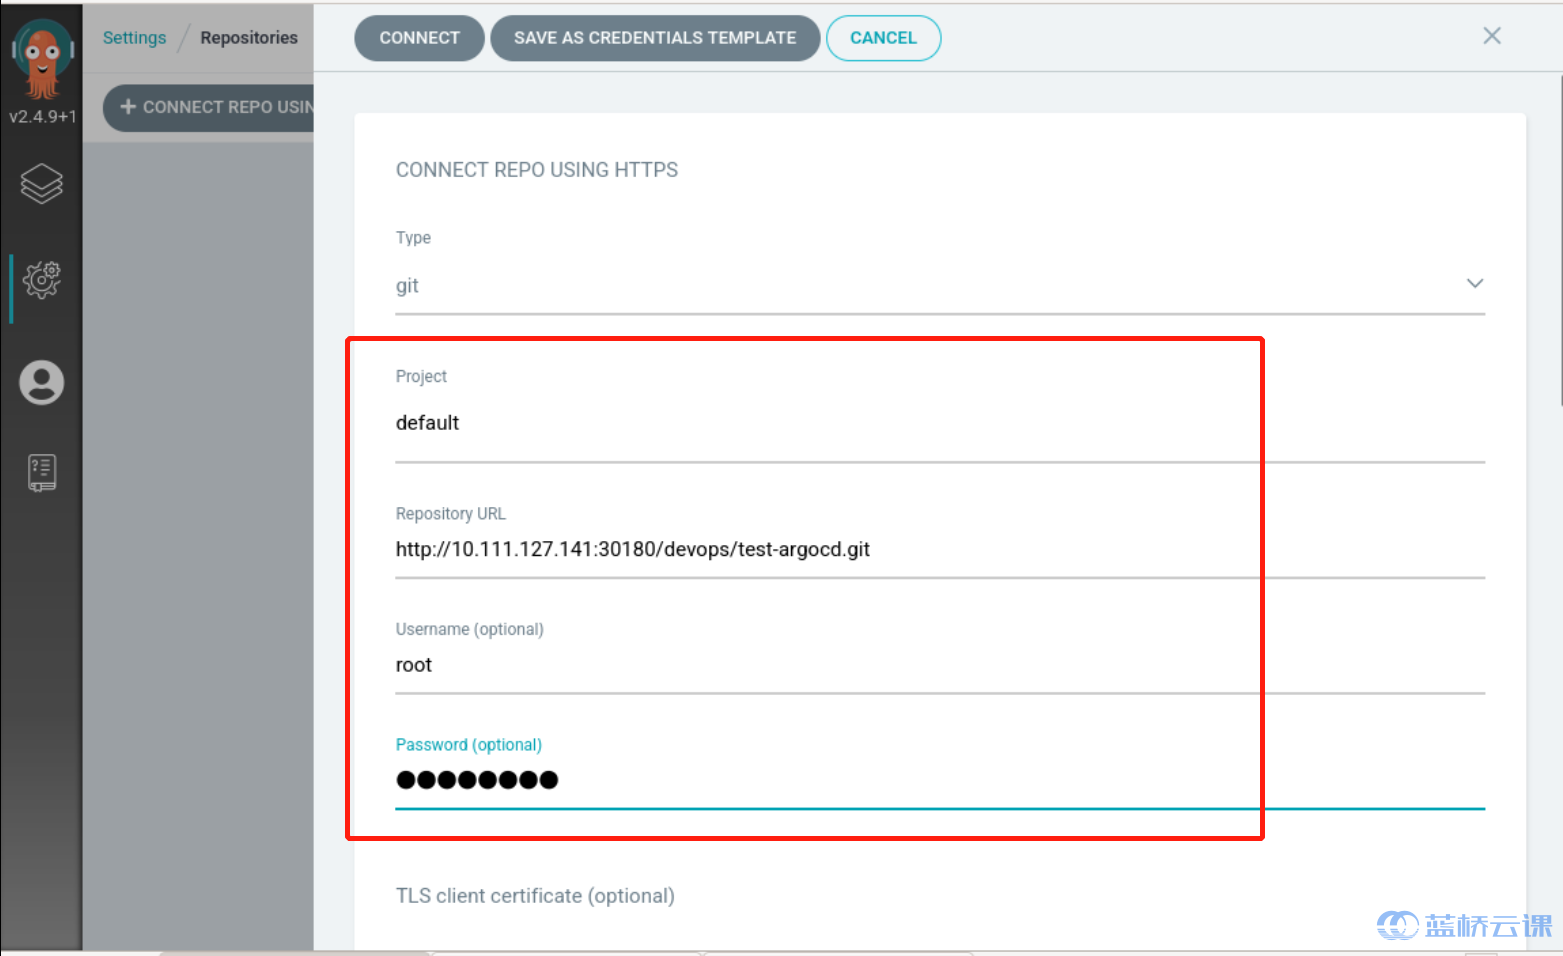 Settings / Repositories
CONNECT
SAVE AS CREDENTIALS TEMPLATE
CANCEL
v2.4.9+1
+ CONNECT REPO USIN
CONNECT REPO USING HTTPS
Type
git
Project
default
Repository URL
http://10.111.127.141:30180/devops/test-argocd.git
Username (optional)
root
Password (optional)
●●●●●●●●
TLS client certificate (optional)
蓝桥云课